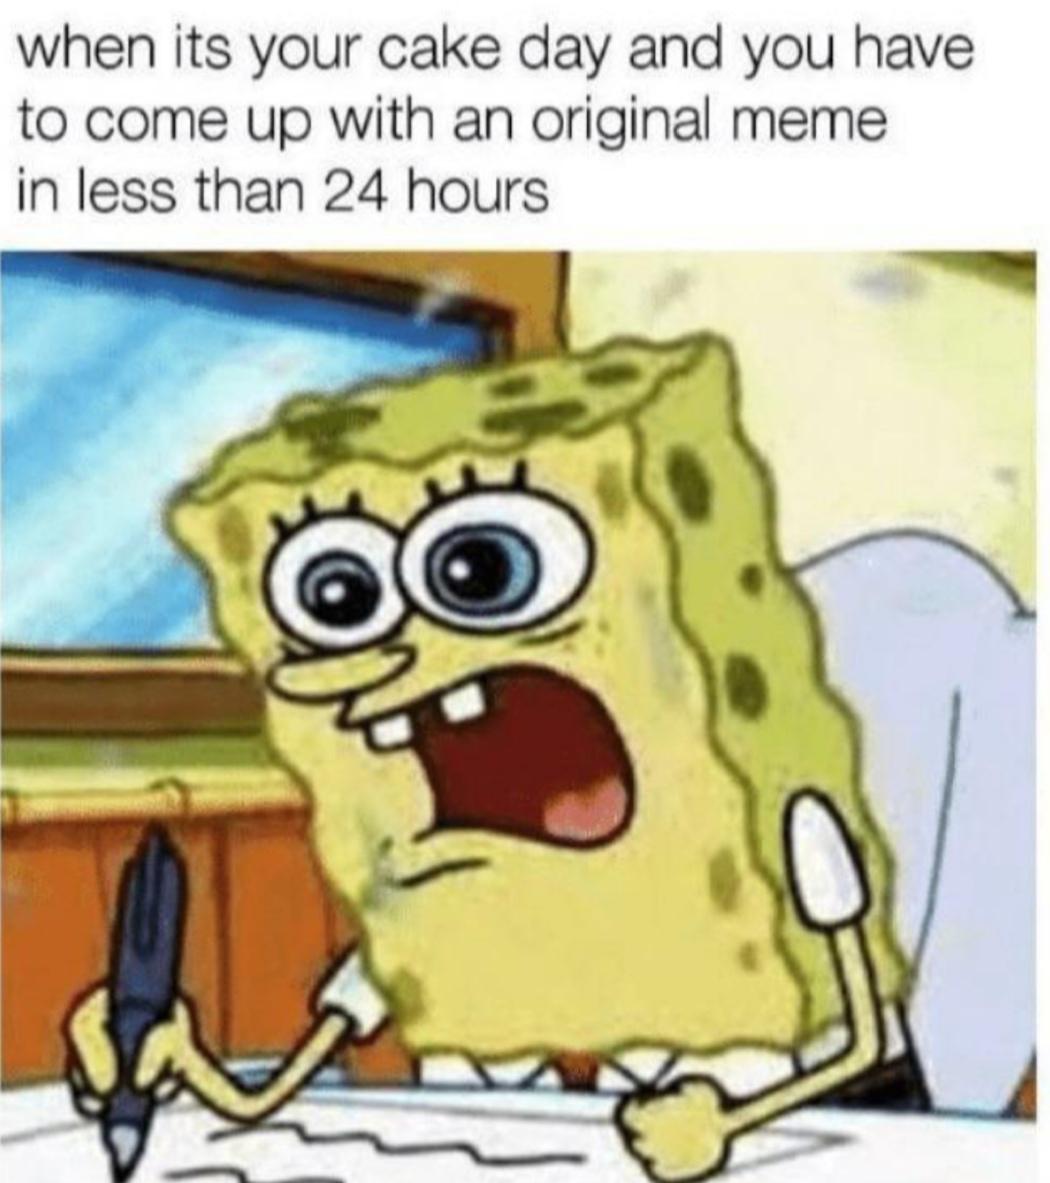 when its your cake day and you have
to come up with an original meme
in less than 24 hours